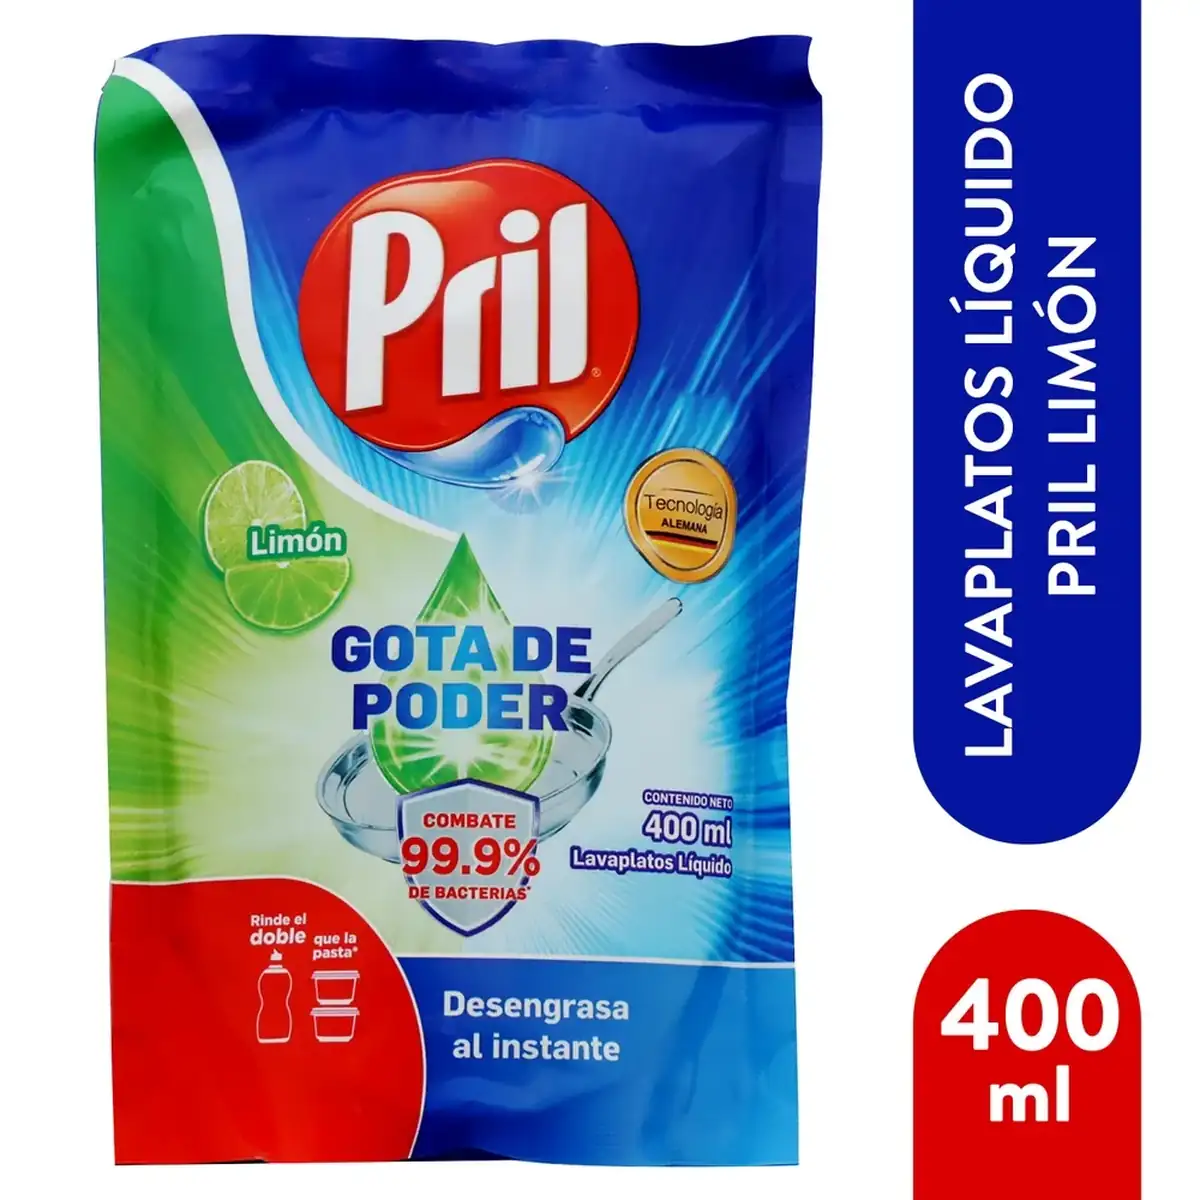 Pril
®
Limón
Tecnología
ALEMANA
GOTA DE
PODER
COMBATE
99.9%
DE BACTERIAS*
CONTENIDO NETO
400 ml
Lavaplatos Líquido
Rinde el
doble que la
pasta*
Desengrasa
al instante
LAVAPLATOS LÍQUIDO
PRIL LIMÓN
400
ml